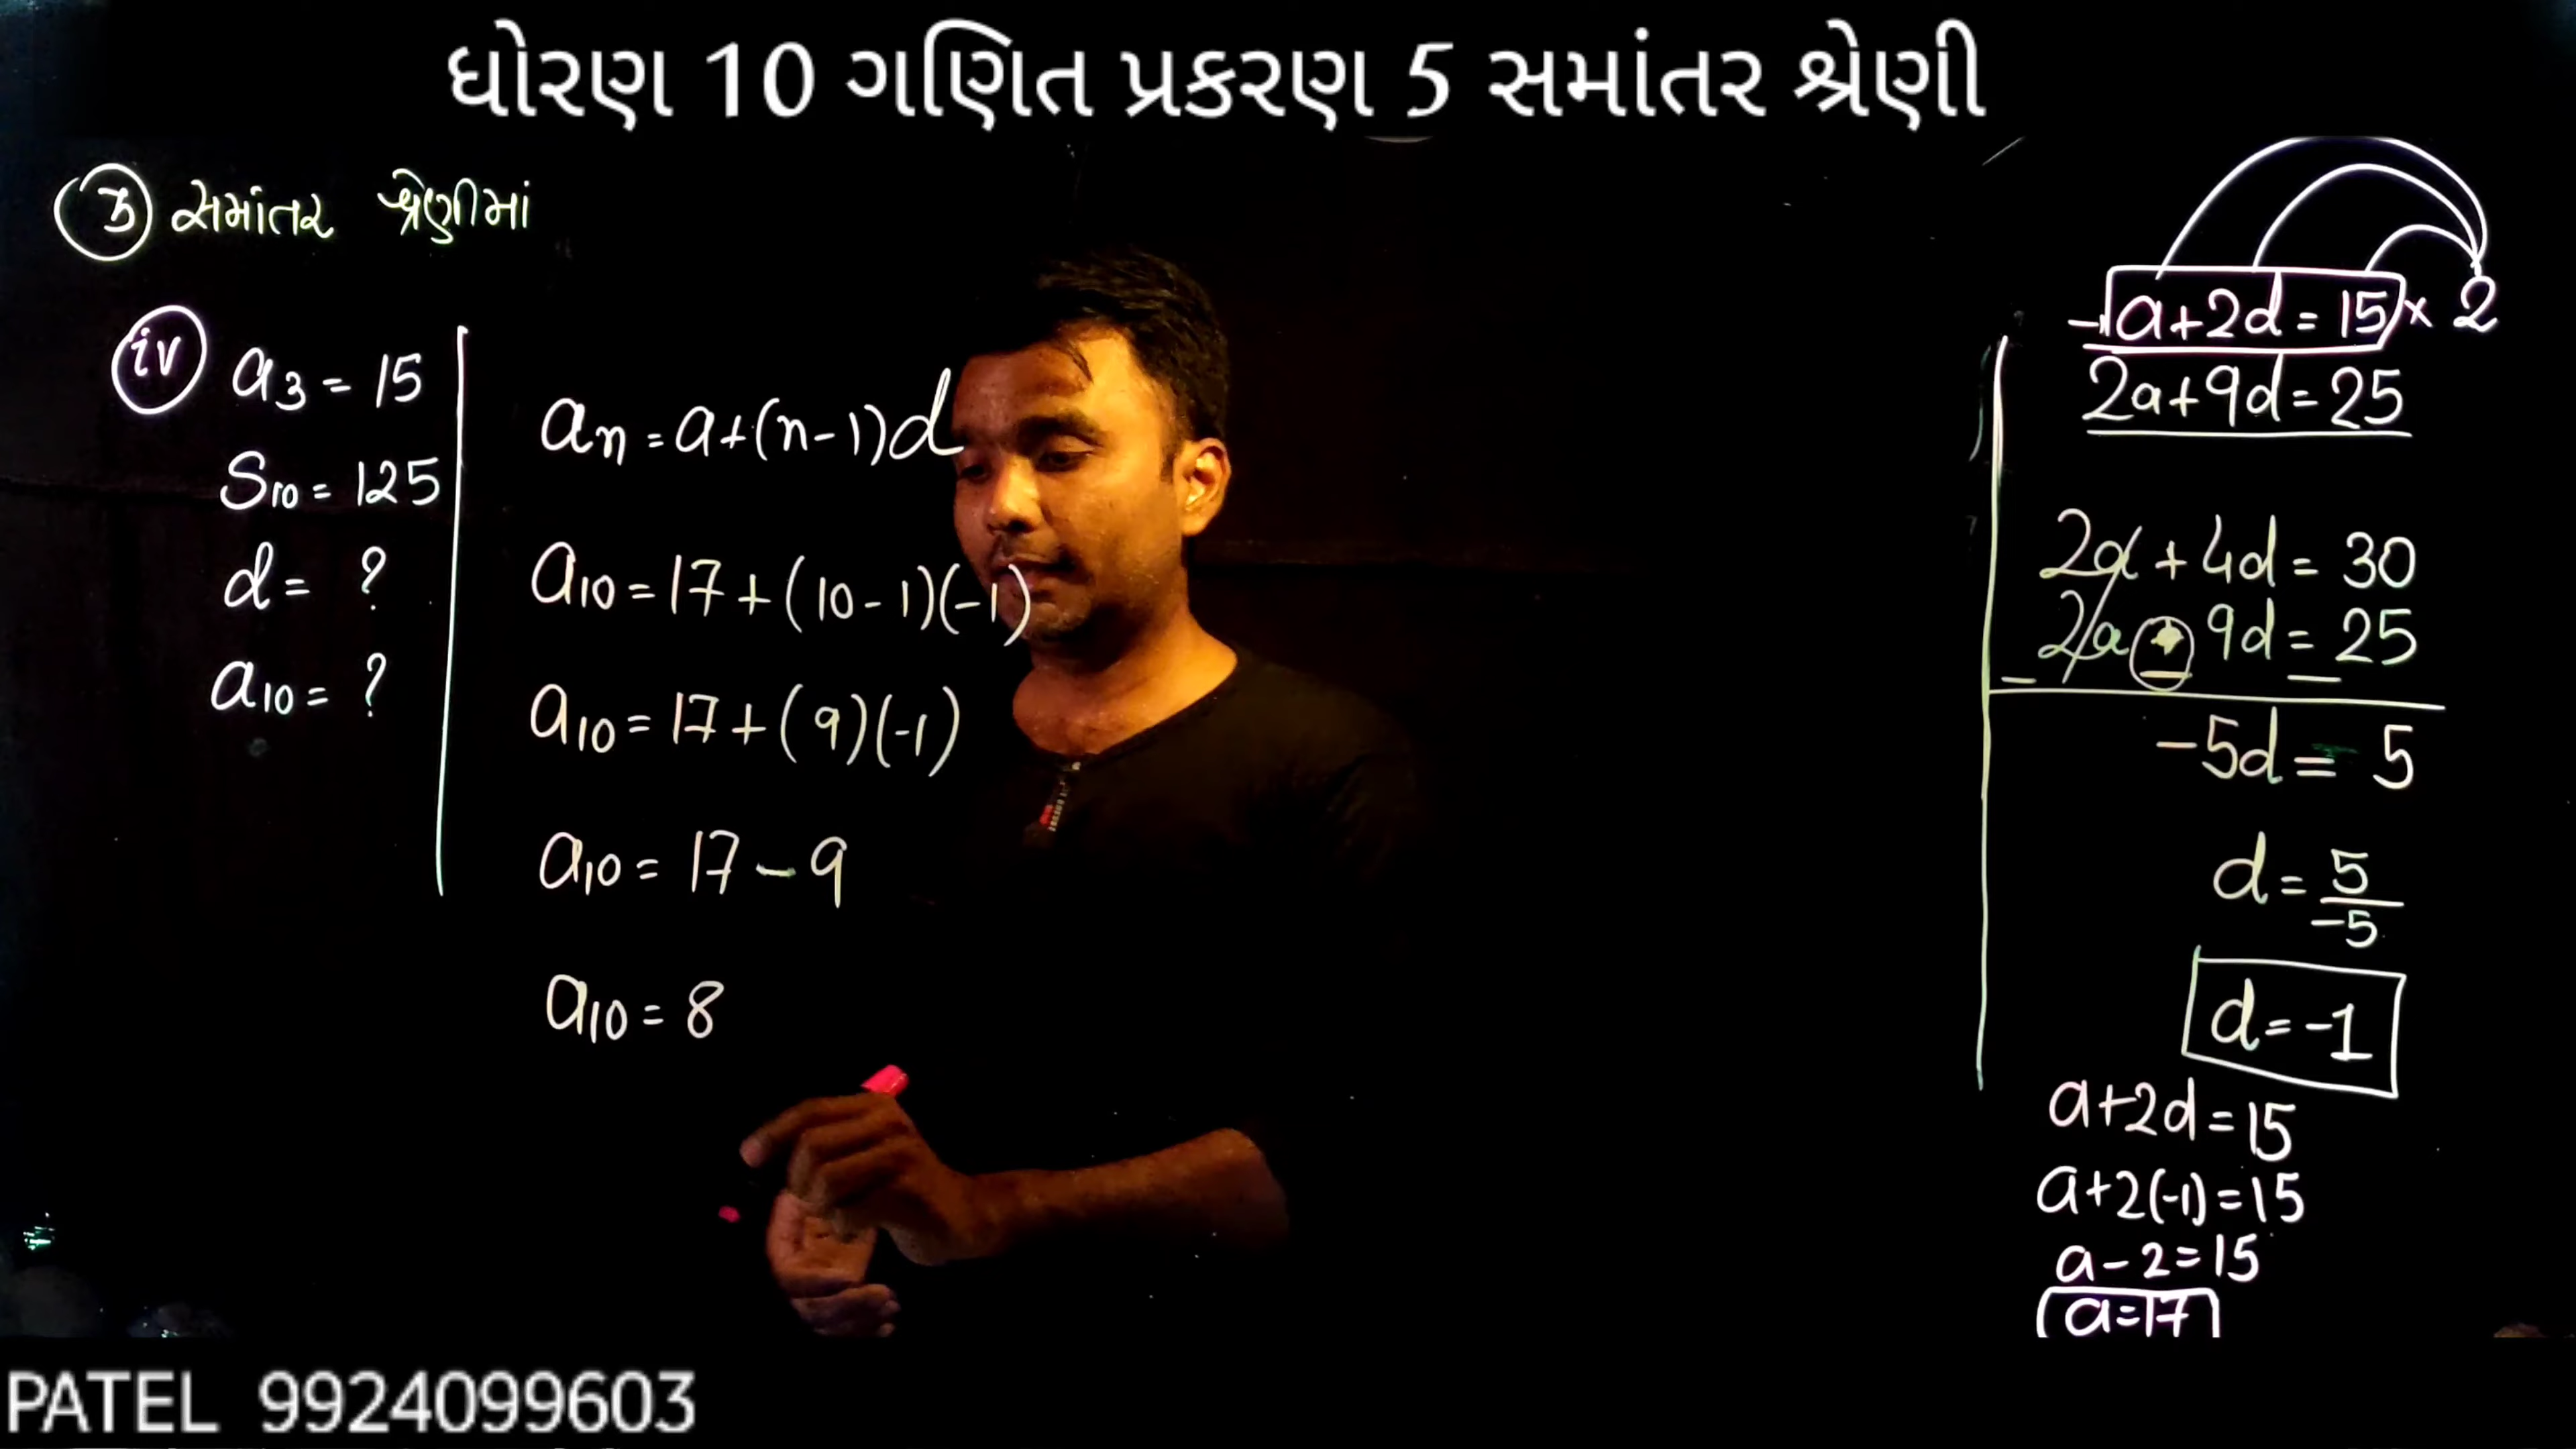 ધોરણ 10 ગણિત પ્રકરણ 5 સમાંતર શ્રેણી
3 સમાંતર શ્રેણીમાં
iv a₃ = 15
S₁₀ = 125
d = ?
a₁₀ = ?
aₙ = a+(n-1)d
a₁₀ = 17+(10-1)(-1)
a₁₀ = 17+(9)(-1)
a₁₀ = 17-9
a₁₀ = 8
-a+2d=15 × 2
2a+9d=25
2a+4d=30
2a+9d=25
- - -
-5d=5
d=5/-5
d=-1
a+2d=15
a+2(-1)=15
a-2=15
a=17
PATEL 9924099603